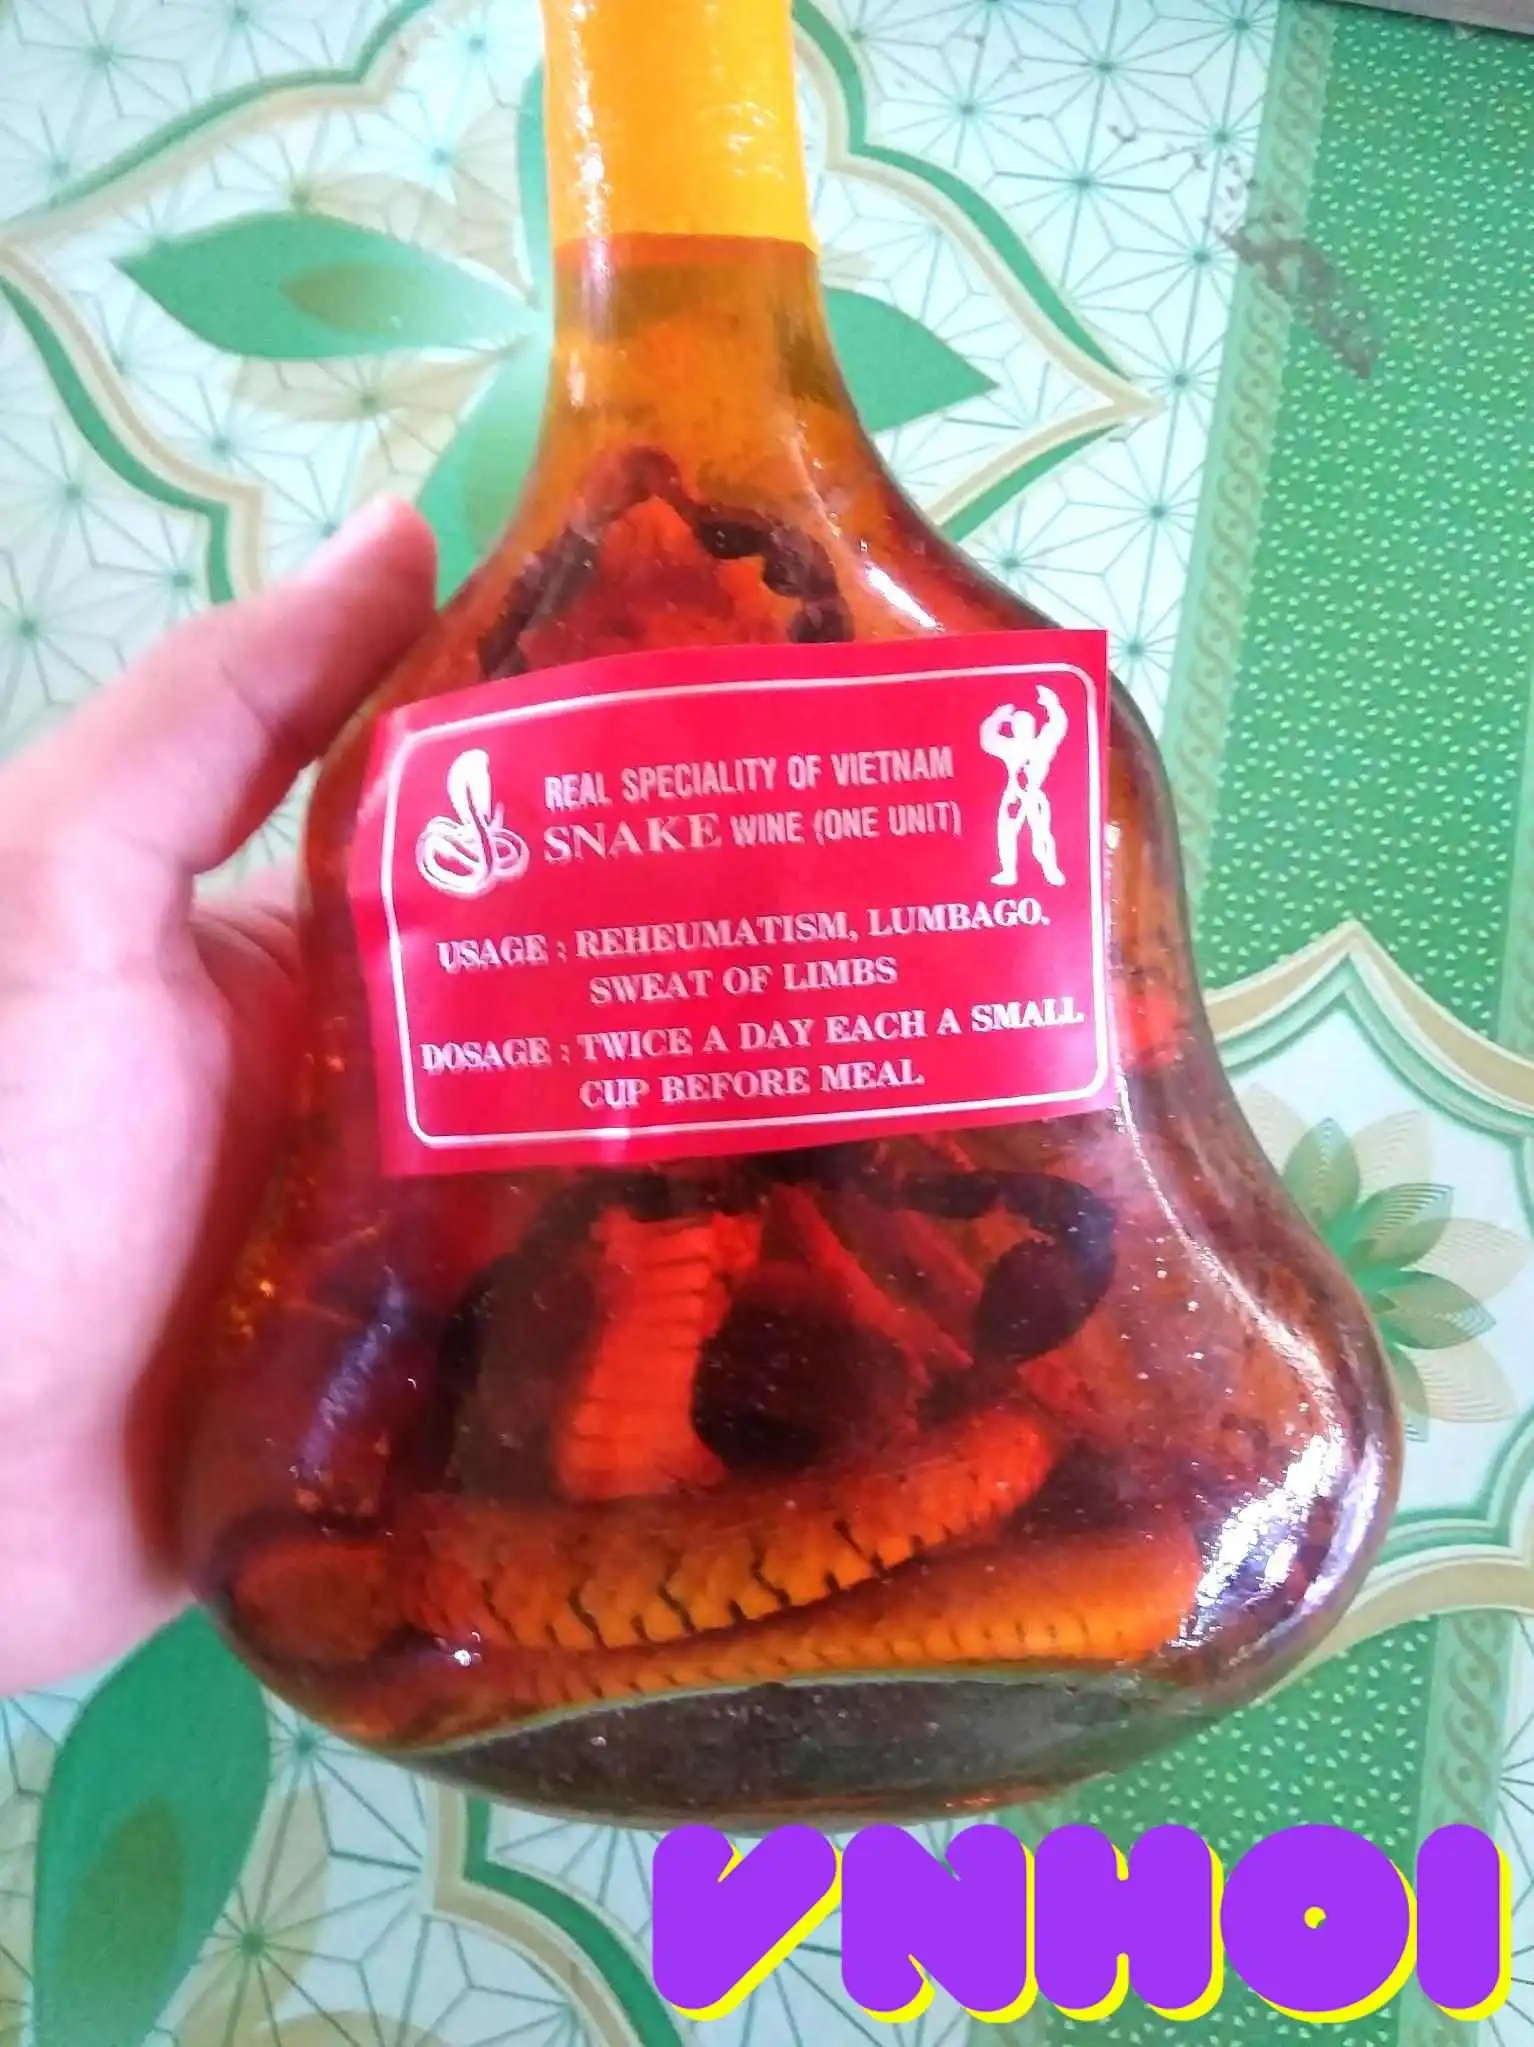 REAL SPECIALITY OF VIETNAM
SNAKE WINE (ONE UNIT)
USAGE : REHEUMATISM, LUMBAGO.
SWEAT OF LIMBS
DOSAGE : TWICE A DAY EACH A SMALL
CUP BEFORE MEAL
VNHOI